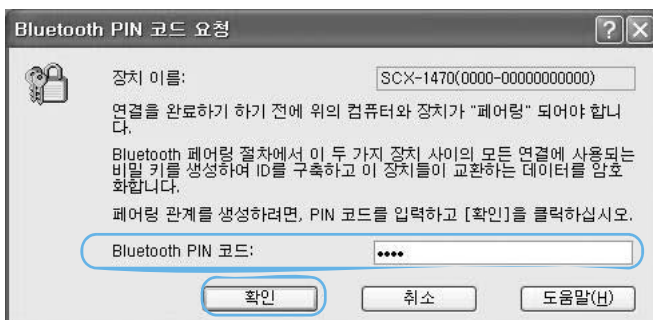 Bluetooth PIN 코드 요청
장치 이름: SCX-1470(0000-00000000000)
연결을 완료하기 하기 전에 위의 컴퓨터와 장치가 "페어링" 되어야 합니
다.
Bluetooth 페어링 절차에서 이 두 가지 장치 사이의 모든 연결에 사용되는
비밀 키를 생성하여 ID를 구축하고 이 장치들이 교환하는 데이터를 암호
화합니다.
페어링 관계를 생성하려면, PIN 코드를 입력하고 [확인]을 클릭하십시오.
Bluetooth PIN 코드: ••••
확인 취소 도움말(H)